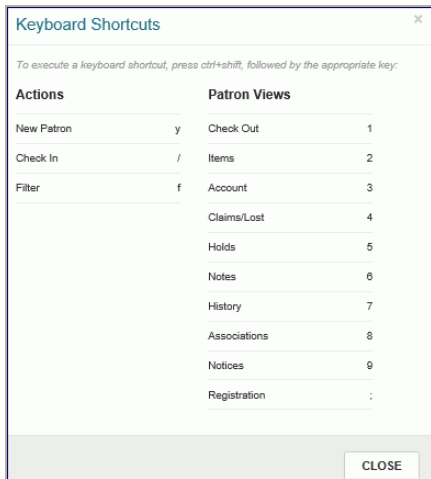 Keyboard Shortcuts ×
To execute a keyboard shortcut, press ctrl+shift, followed by the appropriate key:
Actions
New Patron y
Check In /
Filter f
Patron Views
Check Out 1
Items 2
Account 3
Claims/Lost 4
Holds 5
Notes 6
History 7
Associations 8
Notices 9
Registration ;
CLOSE